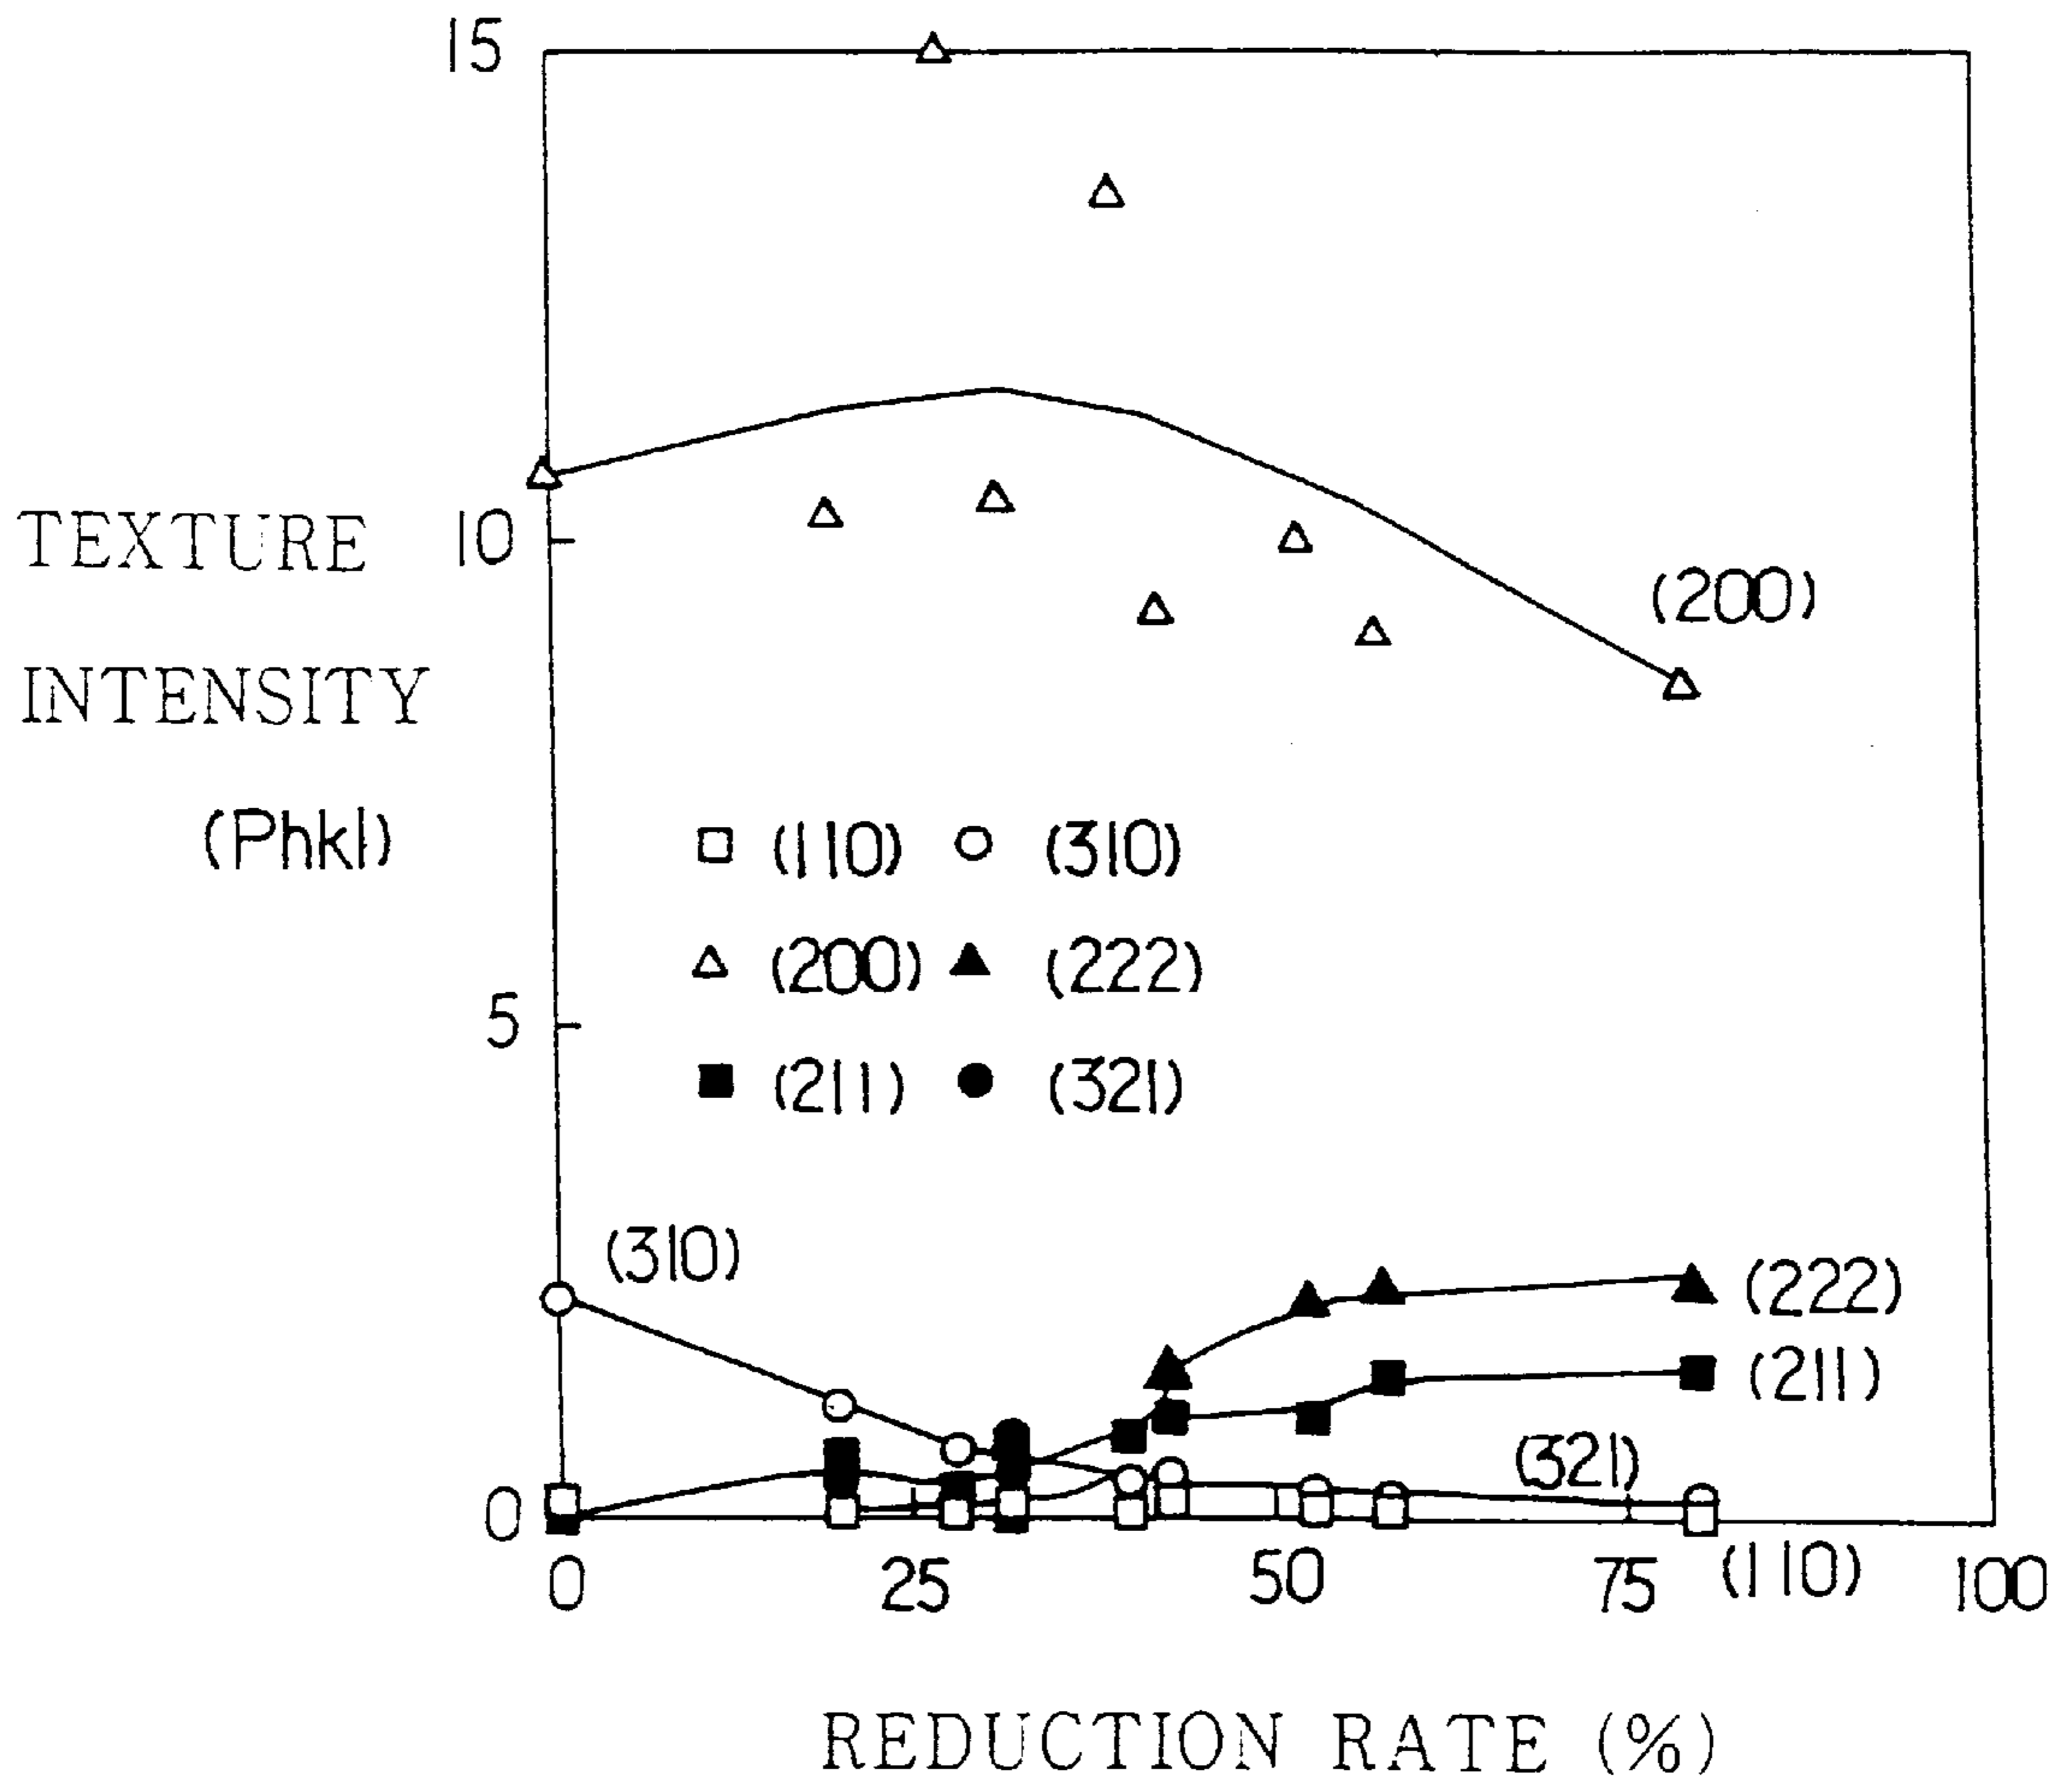 15
TEXTURE 10
(200)
INTENSITY
(Phkl)
(110) (310)
(200) (222)
5
(211) (321)
(310)
(222)
(211)
(321)
0
0 25 50 75 (110) 100
REDUCTION RATE (%)